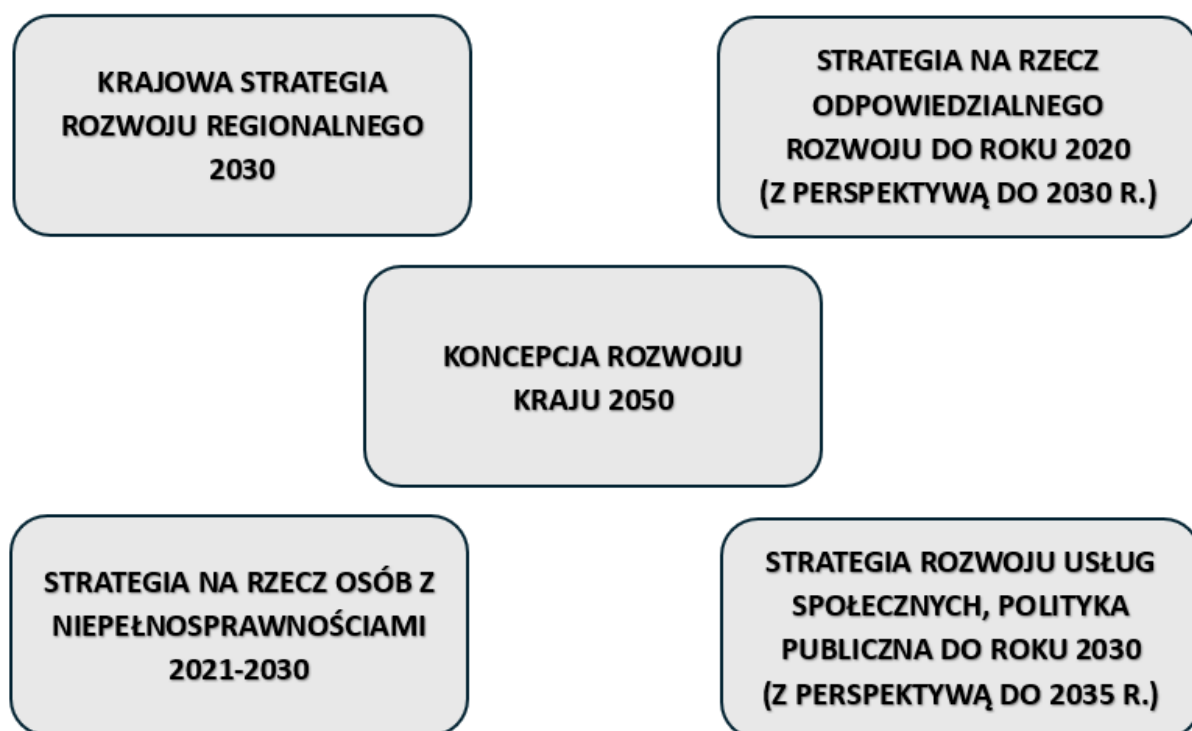 KRAJOWA STRATEGIA
ROZWOJU REGIONALNEGO
2030
STRATEGIA NA RZECZ
ODPOWIEDZIALNEGO
ROZWOJU DO ROKU 2020
(Z PERSPEKTYWĄ DO 2030 R.)
KONCEPCJA ROZWOJU
KRAJU 2050
STRATEGIA NA RZECZ OSÓB Z
NIEPEŁNOSPRAWNOŚCIAMI
2021-2030
STRATEGIA ROZWOJU USŁUG
SPOŁECZNYCH, POLITYKA
PUBLICZNA DO ROKU 2030
(Z PERSPEKTYWĄ DO 2035 R.)